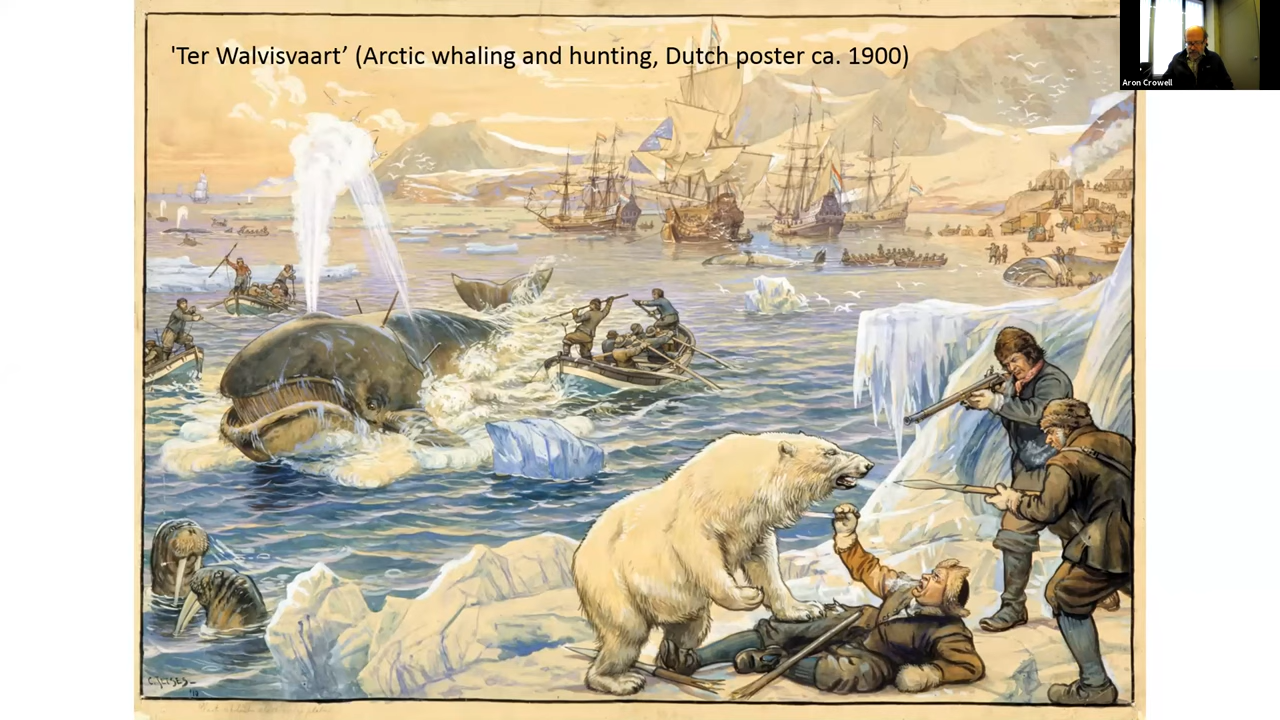 'Ter Walvisvaart' (Arctic whaling and hunting, Dutch poster ca. 1900)
Aron Crowell